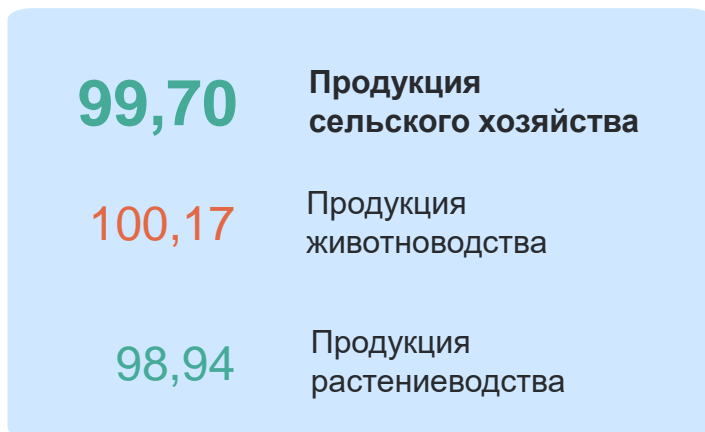 99,70
Продукция
сельского хозяйства
100,17
Продукция
животноводства
98,94
Продукция
растениеводства